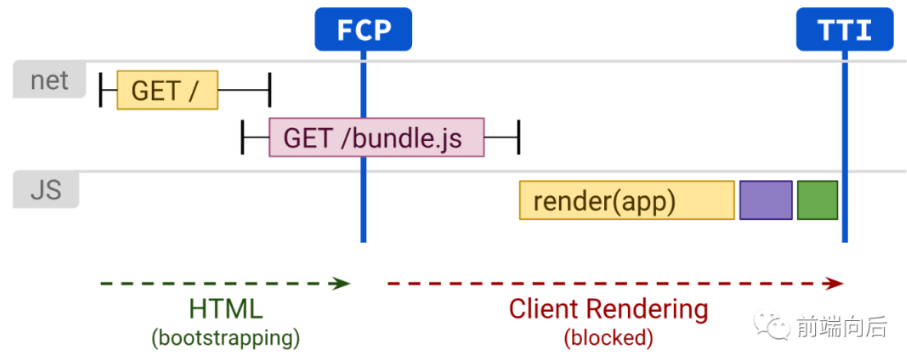 FCP TTI
net
GET /
GET /bundle.js
JS
render(app)
HTML
(bootstrapping)
Client Rendering
(blocked)
前端向后